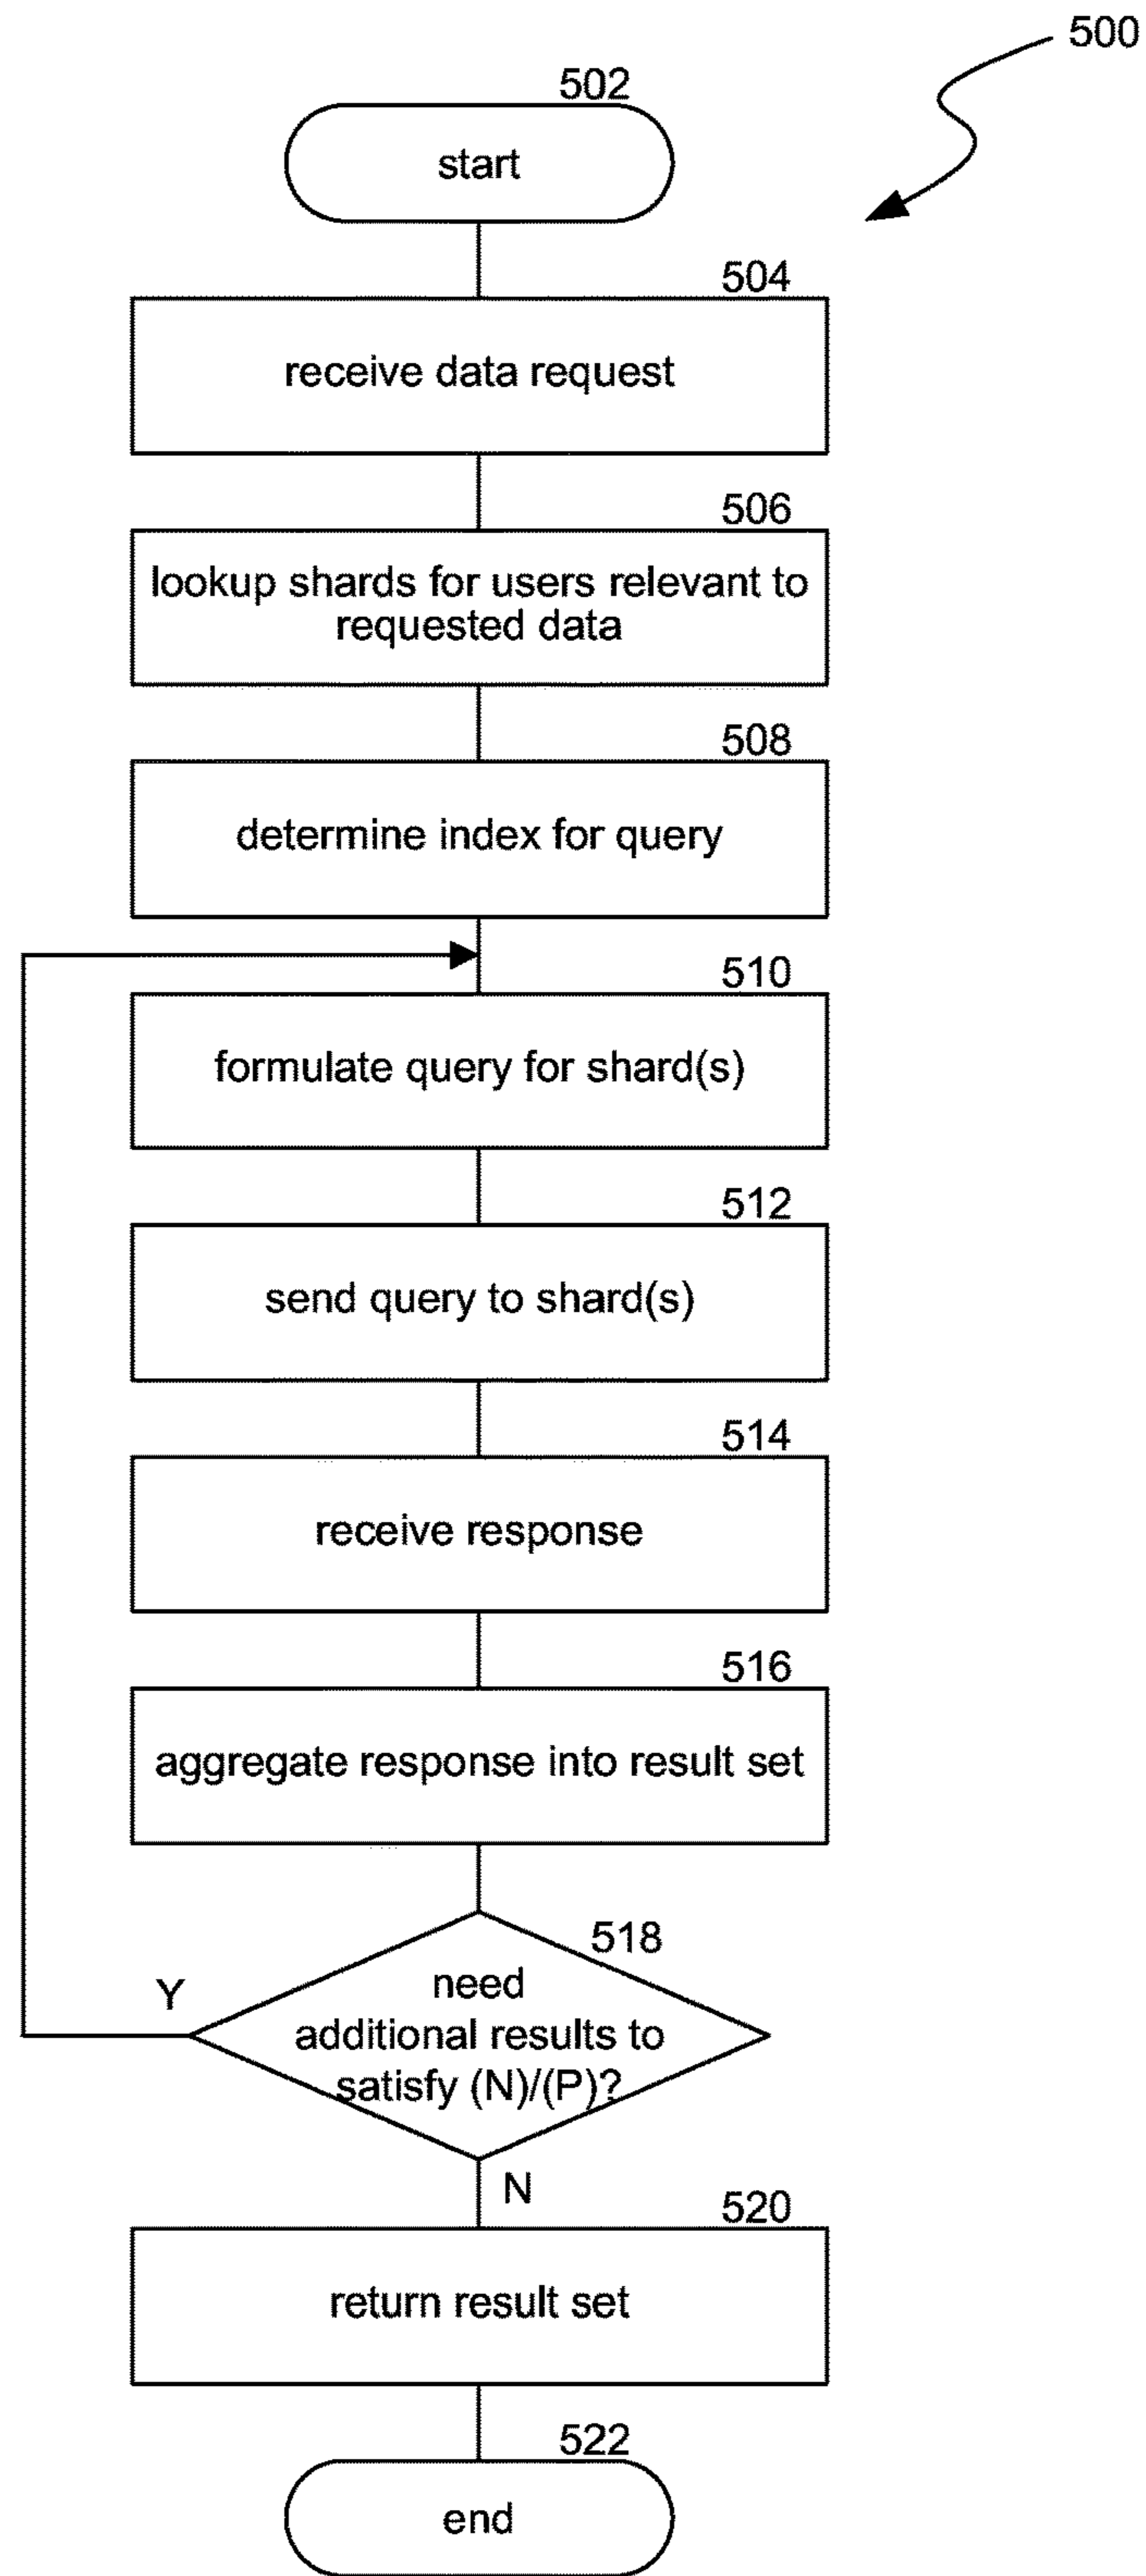 500
502
start
504
receive data request
506
lookup shards for users relevant to
requested data
508
determine index for query
510
formulate query for shard(s)
512
send query to shard(s)
514
receive response
516
aggregate response into result set
518
need
additional results to
satisfy (N)/(P)?
Y
N
520
return result set
522
end